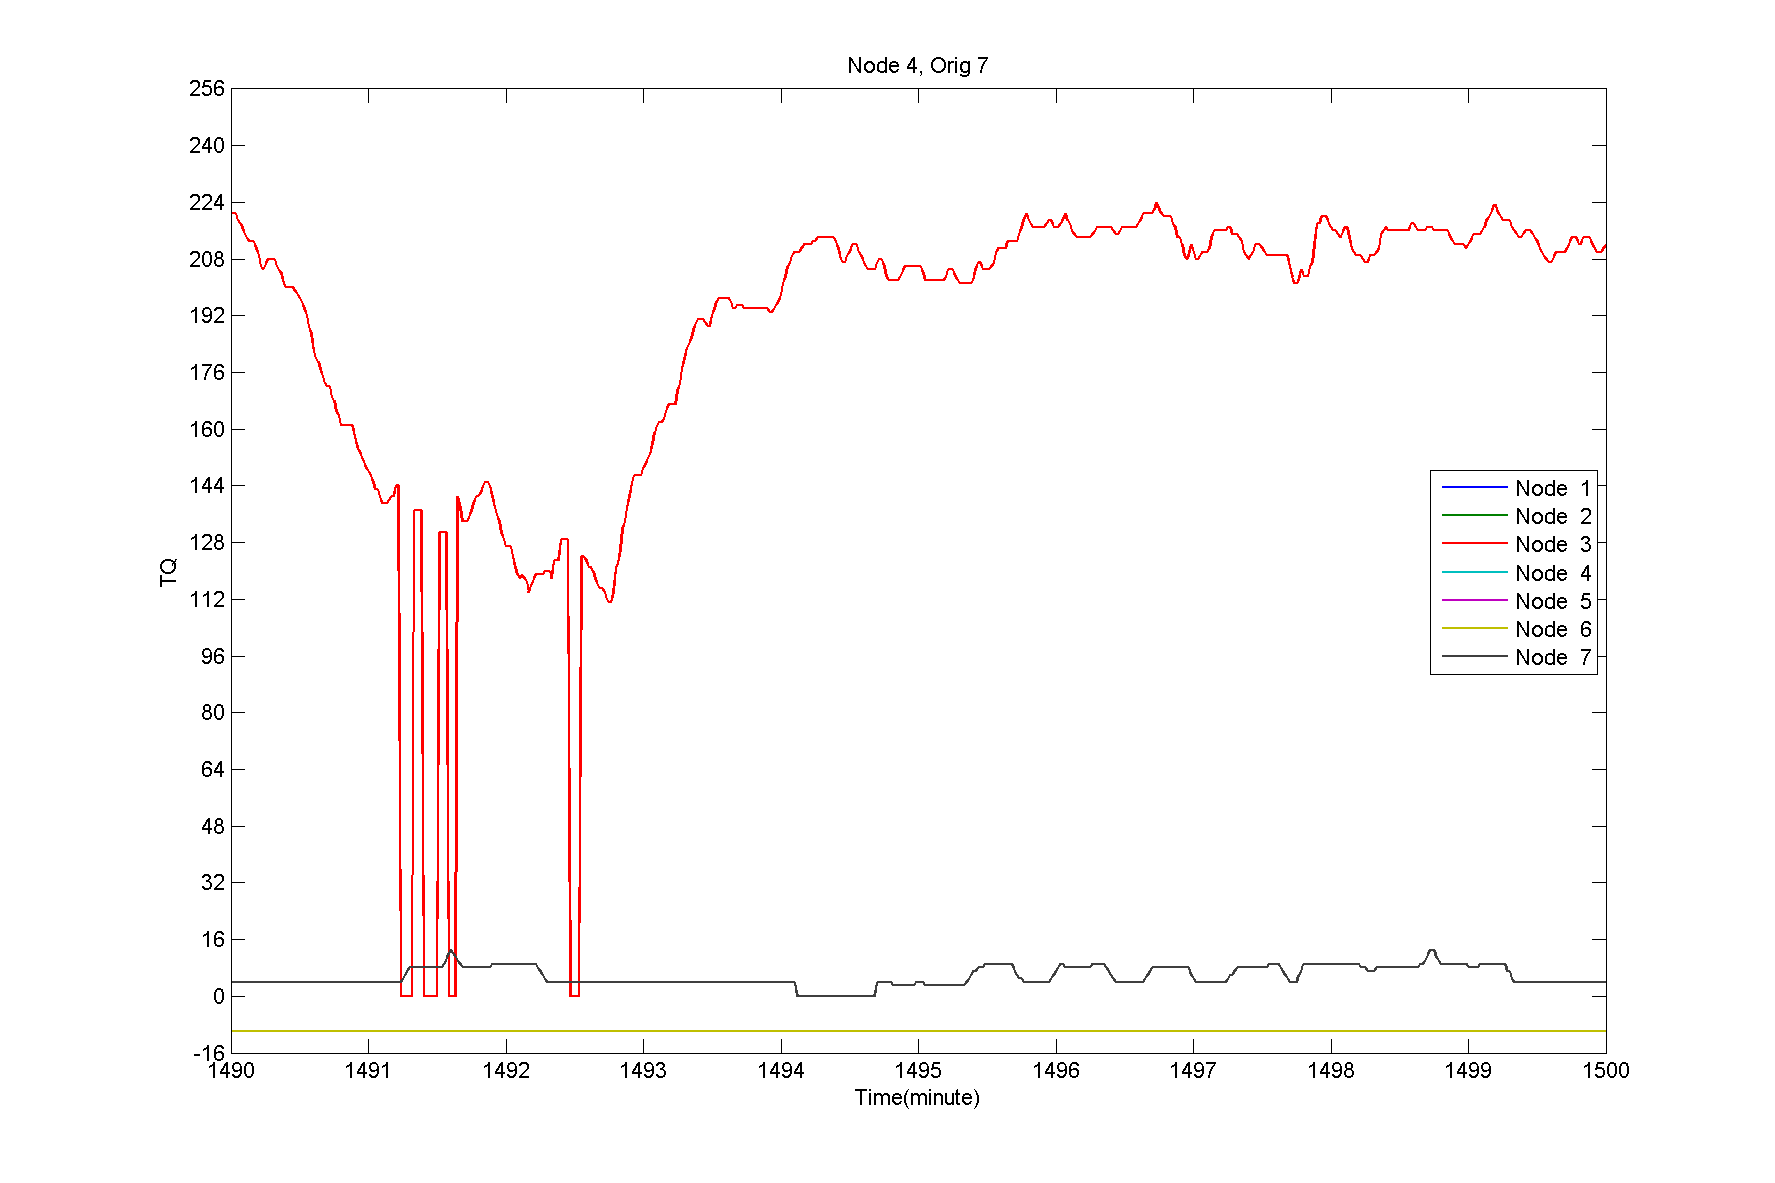 Node 4, Orig 7
256
240
224
208
192
176
160
144
128
112
96
80
64
48
32
16
0
-16
TQ
Node 1
Node 2
Node 3
Node 4
Node 5
Node 6
Node 7
1490 1491 1492 1493 1494 1495 1496 1497 1498 1499 1500
Time(minute)